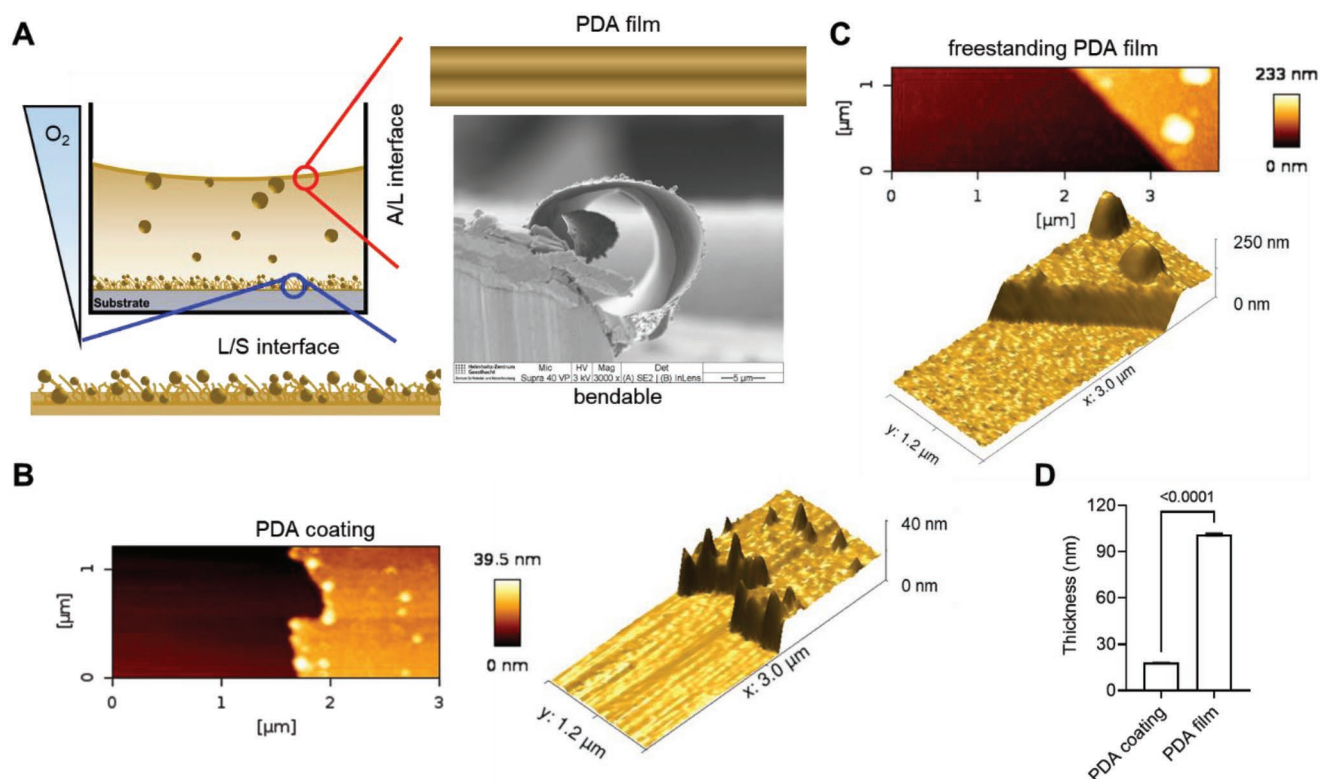 A
PDA film
O2
A/L interface
Substrate
L/S interface
Mic HV Mag Det
Supra 40 VP 3 kV 3000 x (A) SE2 | (B) InLens 5 µm
bendable
C
freestanding PDA film
1
[µm]
0
0 1 2 3
[µm]
233 nm
0 nm
250 nm
0 nm
x: 3.0 µm
y: 1.2 µm
B
PDA coating
1
[µm]
0
0 1 2 3
[µm]
39.5 nm
0 nm
40 nm
0 nm
x: 3.0 µm
y: 1.2 µm
D
<0.0001
Thickness (nm)
120
90
60
30
0
PDA coating
PDA film